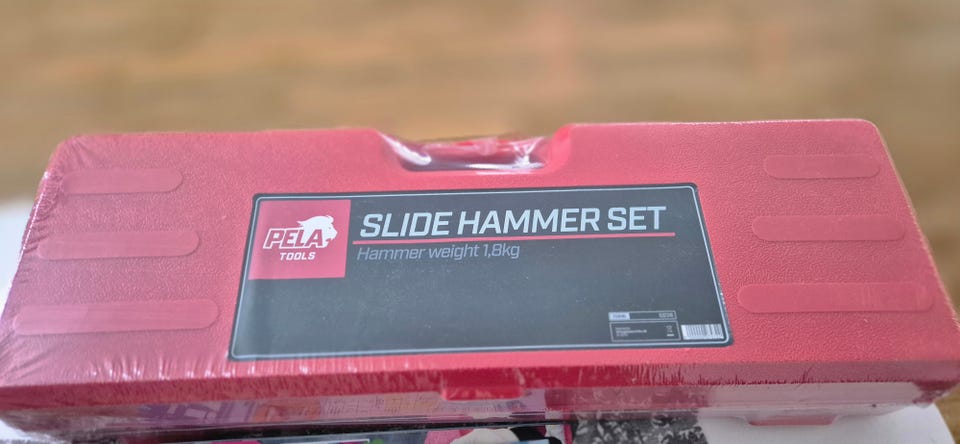 PELA
TOOLS
SLIDE HAMMER SET
Hammer weight 1,8kg